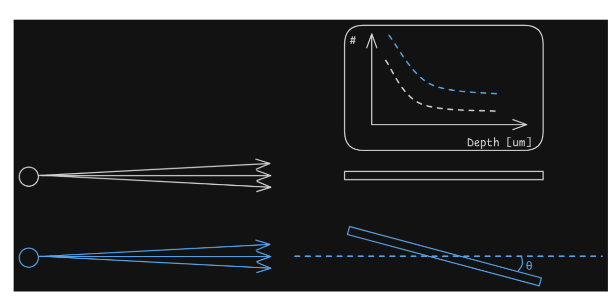 #
Depth [um]
θ